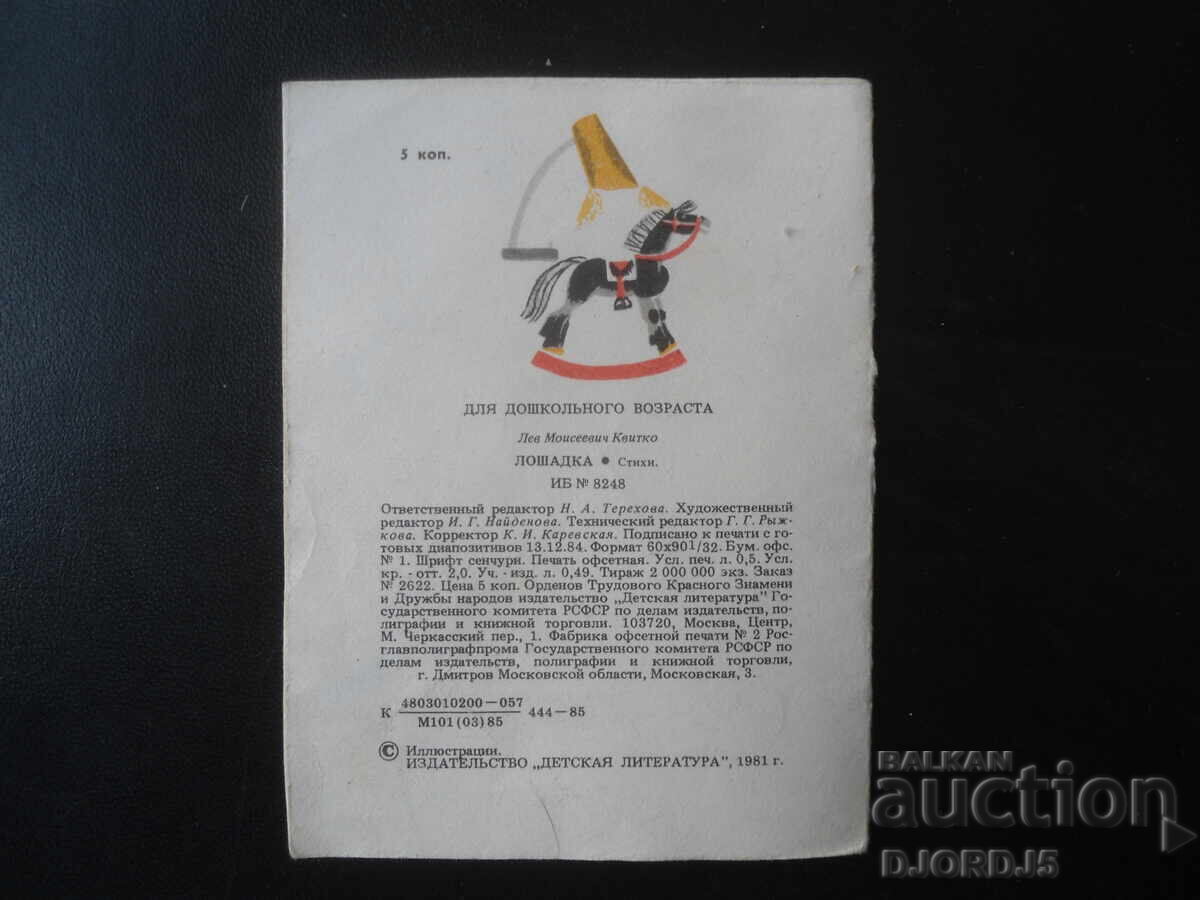 5 коп.
ДЛЯ ДОШКОЛЬНОГО ВОЗРАСТА
Лев Моисеевич Квитко
ЛОШАДКА • Стихи.
ИБ № 8248
Ответственный редактор Н. А. Терехова. Художественный
редактор И. Г. Найденова. Технический редактор Г. Г. Рыж-
кова. Корректор К. И. Каревская. Подписано к печати с го-
товых диапозитивов 13.12.84. Формат 60х90 1/32. Бум. офс.
№ 1. Шрифт сенчури. Печать офсетная. Усл. печ. л. 0,5. Усл.
кр. - отт. 2,0. Уч. - изд. л. 0,49. Тираж 2 000 000 экз. Заказ
№ 2622. Цена 5 коп. Орденов Трудового Красного Знамени
и Дружбы народов издательство „Детская литература" Го-
сударственного комитета РСФСР по делам издательств, по-
лиграфии и книжной торговли. 103720, Москва, Центр,
М. Черкасский пер., 1. Фабрика офсетной печати № 2 Рос-
главполиграфпрома Государственного комитета РСФСР по
делам издательств, полиграфии и книжной торговли,
г. Дмитров Московской области, Московская, 3.
К 4803010200—057 444—85
М101(03)85
© Иллюстрации.
ИЗДАТЕЛЬСТВО „ДЕТСКАЯ ЛИТЕРАТУРА", 1981 г.
BALKAN
auction
DJORDJ5